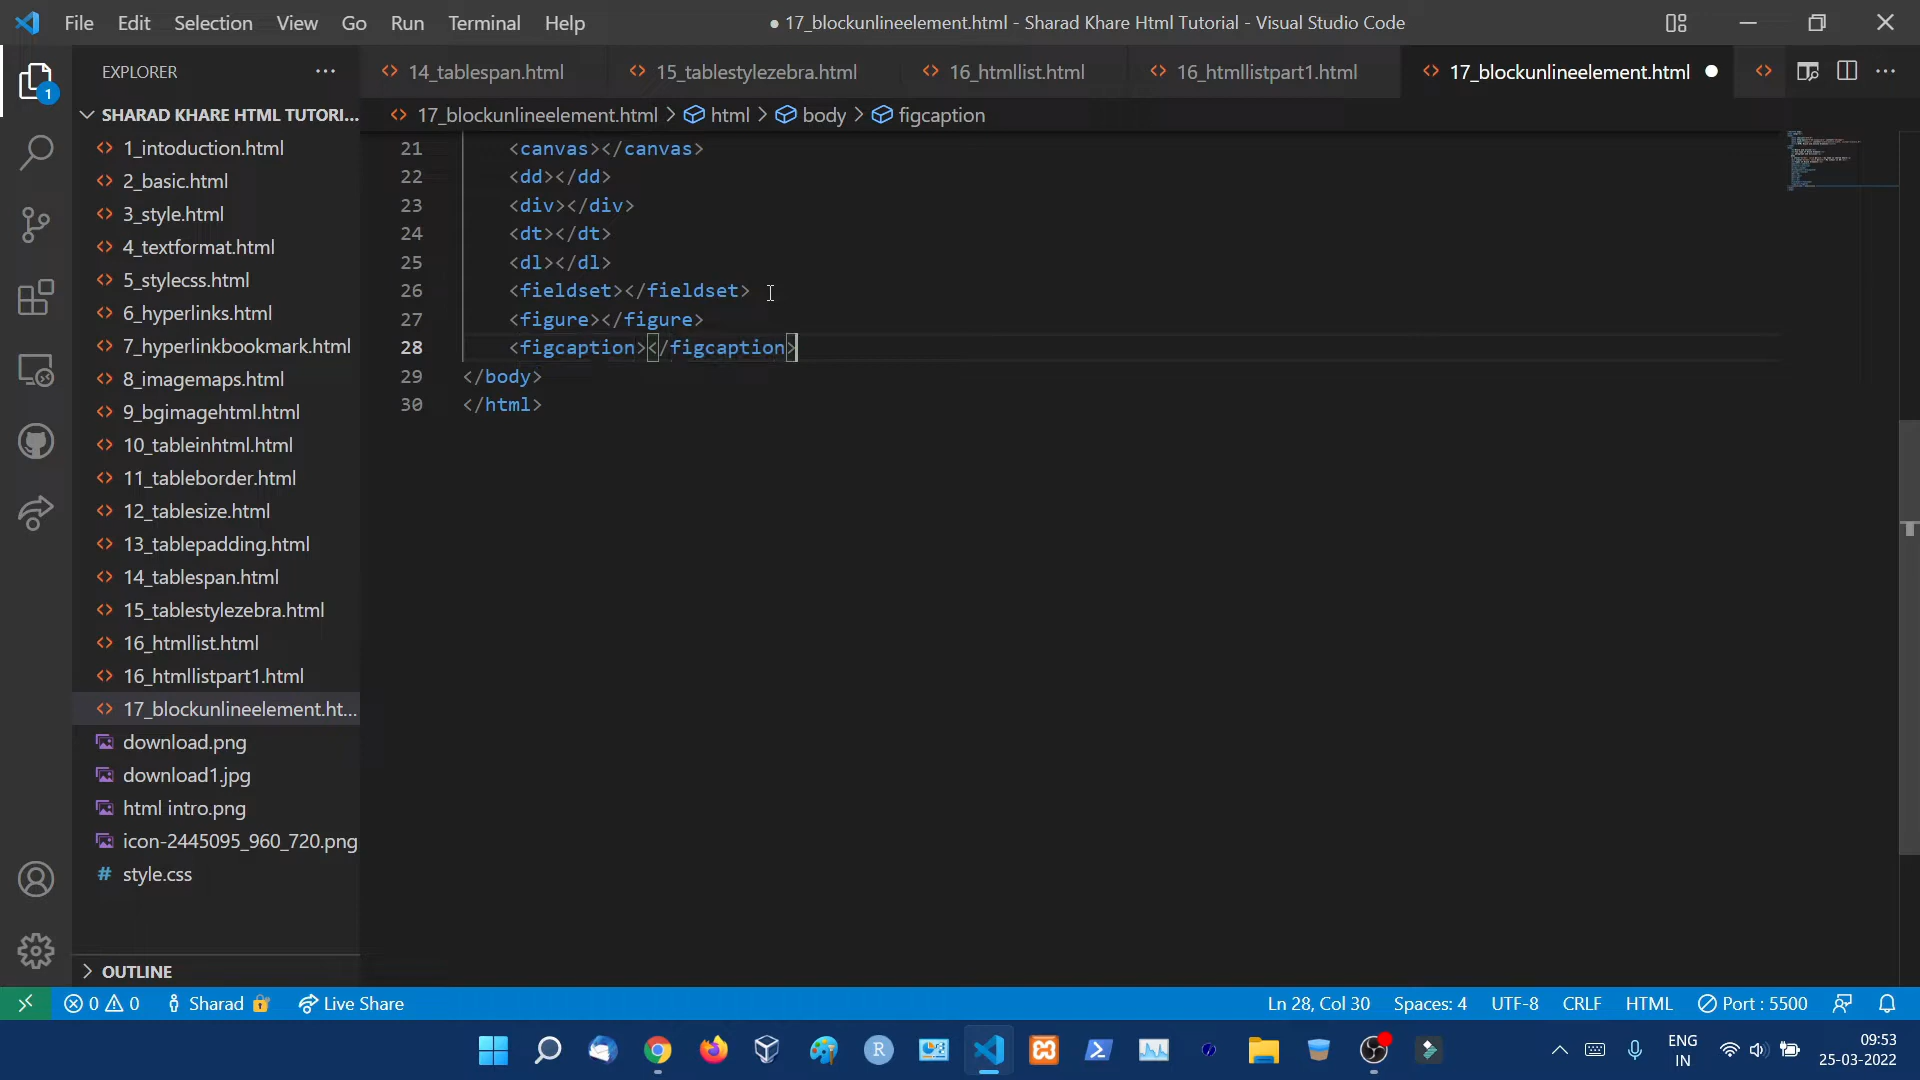 File Edit Selection View Go Run Terminal Help
● 17_blockunlineelement.html - Sharad Khare Html Tutorial - Visual Studio Code
EXPLORER ···
14_tablespan.html
15_tablestylezebra.html
16_htmllist.html
16_htmllistpart1.html
17_blockunlineelement.html
17_blockunlineelement.html > html > body > figcaption
1
SHARAD KHARE HTML TUTORI...
1_intoduction.html
2_basic.html
3_style.html
4_textformat.html
5_stylecss.html
6_hyperlinks.html
7_hyperlinkbookmark.html
8_imagemaps.html
9_bgimagehtml.html
10_tableinhtml.html
11_tableborder.html
12_tablesize.html
13_tablepadding.html
14_tablespan.html
15_tablestylezebra.html
16_htmllist.html
16_htmllistpart1.html
17_blockunlineelement.ht...
download.png
download1.jpg
html intro.png
icon-2445095_960_720.png
# style.css
OUTLINE
21 <canvas></canvas>
22 <dd></dd>
23 <div></div>
24 <dt></dt>
25 <dl></dl>
26 <fieldset></fieldset>
27 <figure></figure>
28 <figcaption></figcaption>
29 </body>
30 </html>
0 0 Sharad Live Share
Ln 28, Col 30 Spaces: 4 UTF-8 CRLF HTML Port : 5500
R
ENG
IN
09:53
25-03-2022